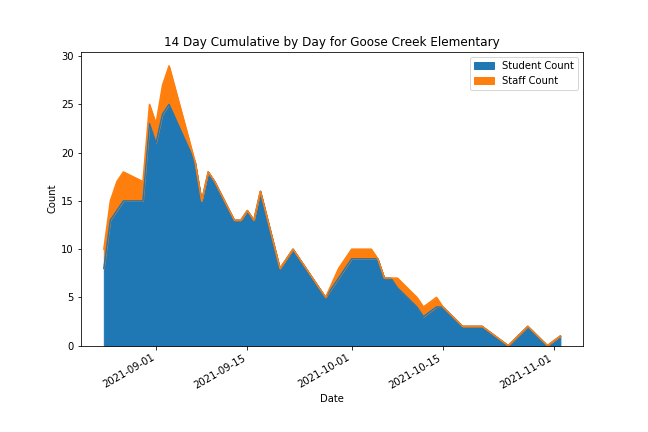 14 Day Cumulative by Day for Goose Creek Elementary
30
25
20
15
10
5
0
Count
Student Count
Staff Count
2021-09-01
2021-09-15
2021-10-01
2021-10-15
2021-11-01
Date